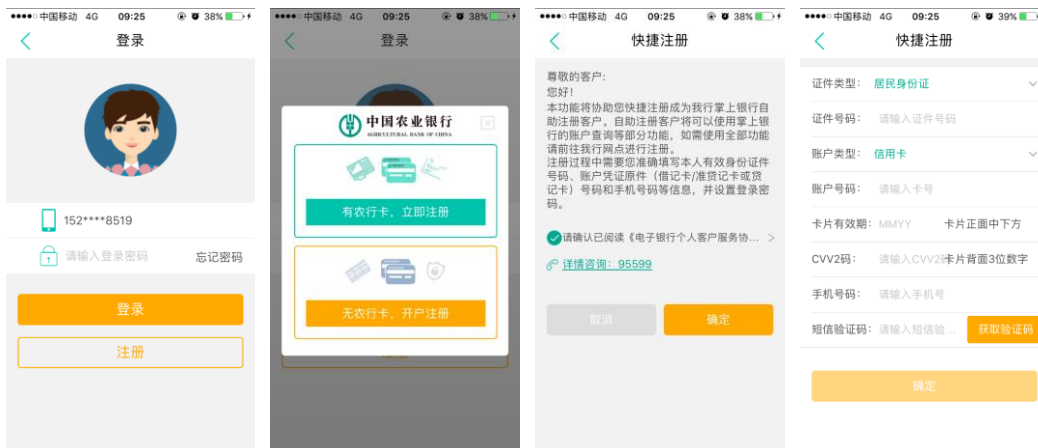 中国移动 4G 09:25 38%
登录
152****8519
请输入登录密码 忘记密码
登录
注册
中国移动 4G 09:25 38%
登录
中国农业银行
AGRICULTURAL BANK OF CHINA
有农行卡，立即注册
无农行卡，开户注册
中国移动 4G 09:25 38%
快捷注册
尊敬的客户:
您好!
本功能将协助您快捷注册成为我行掌上银行自
助注册客户。自助注册客户将可以使用掌上银
行的账户查询等部分功能，如需使用全部功能
请前往我行网点进行注册。
注册过程中需要您准确填写本人有效身份证件
号码、账户凭证原件（借记卡/准贷记卡或贷
记卡）号码和手机号码等信息，并设置登录密
码。
请确认已阅读《电子银行个人客户服务协... >
详情咨询: 95599
取消 确定
中国移动 4G 09:25 39%
快捷注册
证件类型: 居民身份证
证件号码: 请输入证件号码
账户类型: 信用卡
账户号码: 请输入卡号
卡片有效期: MMYY 卡片正面中下方
CVV2码: 请输入CVV2 卡片背面3位数字
手机号码: 请输入手机号
短信验证码: 请输入短信验... 获取验证码
确定